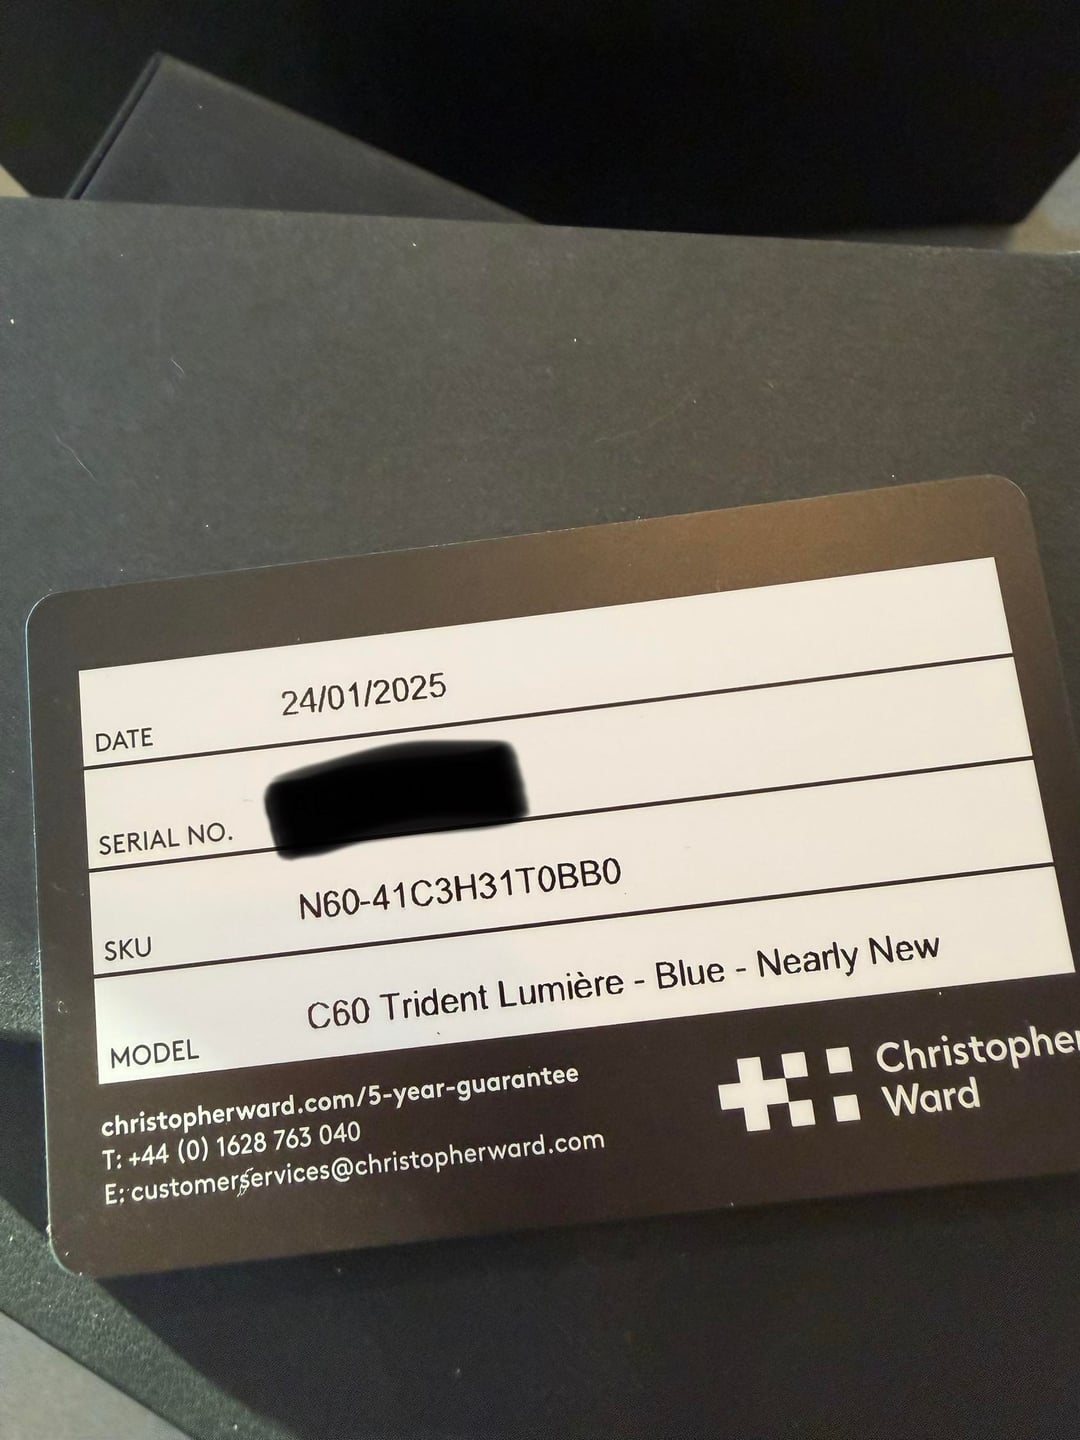 DATE 24/01/2025
SERIAL NO.
SKU N60-41C3H31T0BB0
MODEL C60 Trident Lumière - Blue - Nearly New
christopherward.com/5-year-guarantee
T: +44 (0) 1628 763 040
E: customerservices@christopherward.com
Christopher
Ward